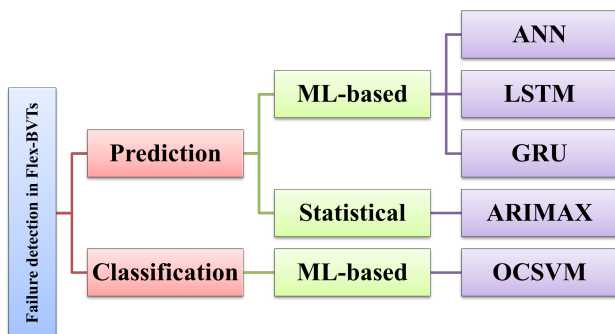 Failure detection in Flex-BVTs
Prediction
ML-based
ANN
LSTM
GRU
Statistical
ARIMAX
Classification
ML-based
OCSVM